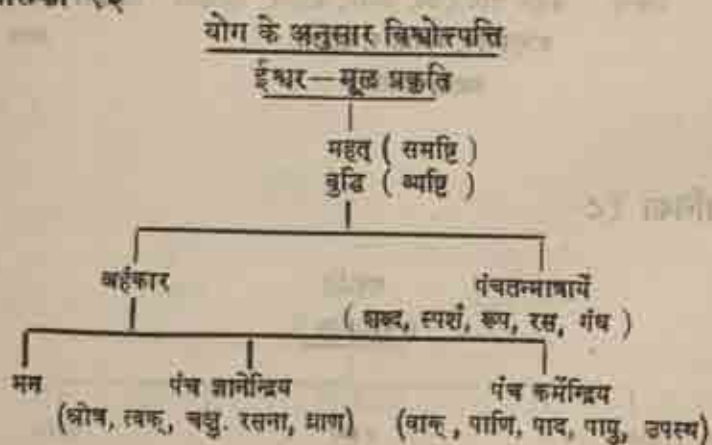 योग के अनुसार विश्वोत्पत्ति
ईश्वर—मूल प्रकृति
महत् ( समष्टि )
बुद्धि ( व्यष्टि )
अहंकार पंचतन्मात्रायें
( शब्द, स्पर्श, रूप, रस, गंध )
मन पंच ज्ञानेन्द्रिय पंच कर्मेन्द्रिय
(श्रोत्र, त्वक्, चक्षु. रसना, घ्राण) (वाक्, पाणि, पाद, पायु, उपस्थ)